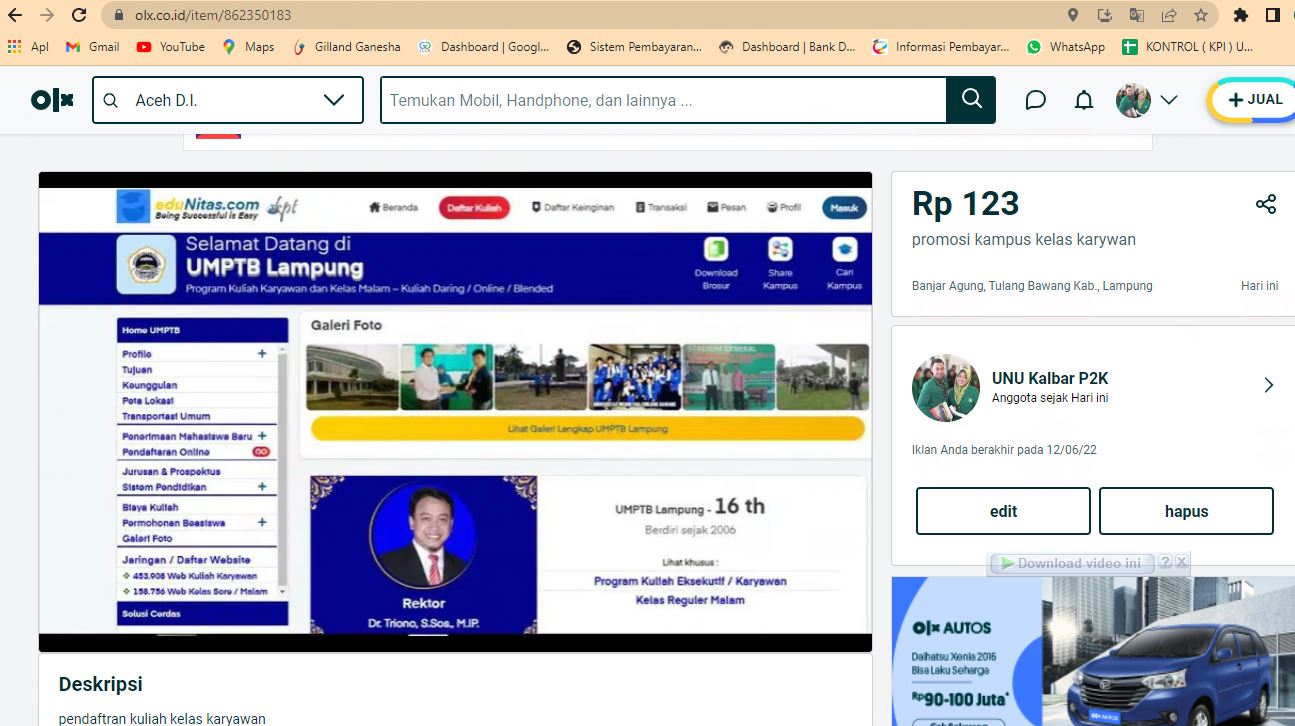 olx.co.id/item/862350183
Apl
Gmail
YouTube
Maps
Gilland Ganesha
Dashboard | Googl...
Sistem Pembayaran...
Dashboard | Bank D...
Informasi Pembayar...
WhatsApp
KONTROL ( KPI ) U...
olx
Aceh D.I.
Temukan Mobil, Handphone, dan lainnya ...
+ JUAL
eduNitas.com
Being Successful is Easy
kpt
Beranda
Daftar Kuliah
Daftar Keinginan
Transaksi
Pesan
Profil
Masuk
Selamat Datang di
UMPTB Lampung
Program Kuliah Karyawan dan Kelas Malam ~ Kuliah Daring / Online / Blended
Download Brosur
Share Kampus
Cari Kampus
Home UMPTB
Profile
Tujuan
Keunggulan
Peta Lokasi
Transportasi Umum
Penerimaan Mahasiswa Baru
Pendaftaran Online
GO
Jurusan & Prospektus
Sistem Pendidikan
Biaya Kuliah
Permohonan Beasiswa
Galeri Foto
Jaringan / Daftar Website
453.908 Web Kuliah Karyawan
158.756 Web Kelas Sore / Malam
Solusi Cerdas
Galeri Foto
STADIUM GENERAL
Lihat Galeri Lengkap UMPTB Lampung
Rektor
Dr. Triono, S.Sos., M.IP.
UMPTB Lampung - 16 th
Berdiri sejak 2006
Lihat khusus :
Program Kuliah Eksekutif / Karyawan
Kelas Reguler Malam
Deskripsi
pendaftran kuliah kelas karyawan
Rp 123
promosi kampus kelas karywan
Banjar Agung, Tulang Bawang Kab., Lampung
Hari ini
UNU Kalbar P2K
Anggota sejak Hari ini
Iklan Anda berakhir pada 12/06/22
edit
hapus
Download video ini
? X
olx AUTOS
Daihatsu Xenia 2016
Bisa Laku Seharga
Rp90-100 Juta*
olx AUTOS